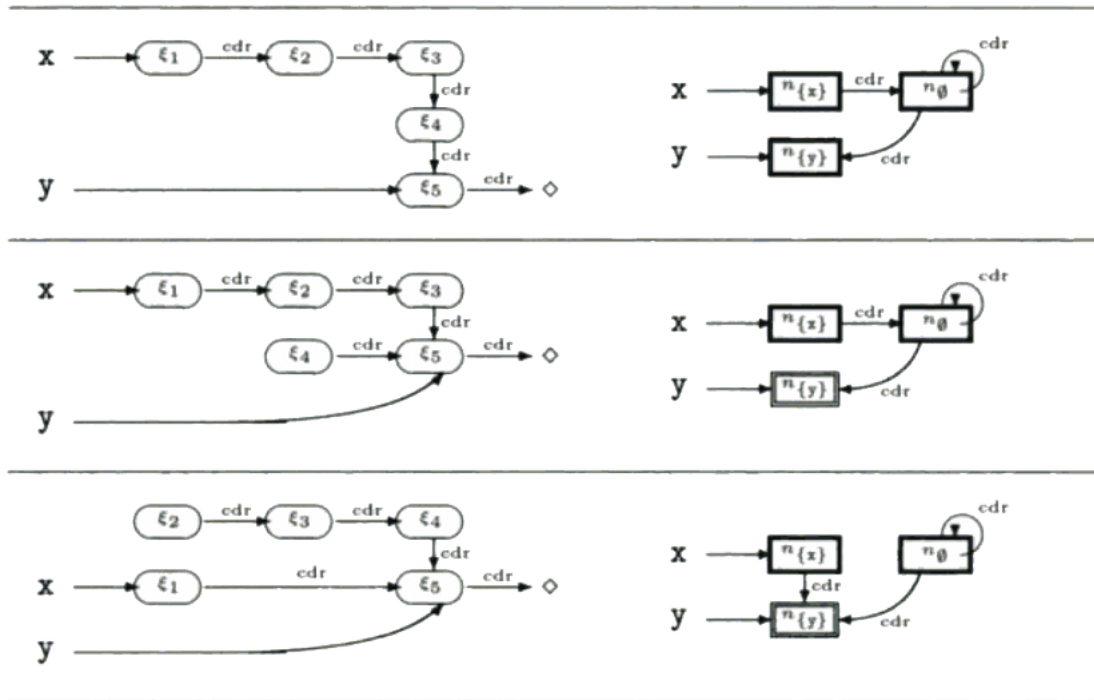 x ξ1 cdr ξ2 cdr ξ3
cdr
ξ4
cdr
y ξ5 cdr ◇
x n{x} cdr n∅ cdr
y n{y} cdr
x ξ1 cdr ξ2 cdr ξ3
cdr
ξ4 cdr ξ5 cdr ◇
y
x n{x} cdr n∅ cdr
y n{y} cdr
ξ2 cdr ξ3 cdr ξ4
cdr
x ξ1 cdr ξ5 cdr ◇
y
x n{x} n∅ cdr
cdr
y n{y} cdr